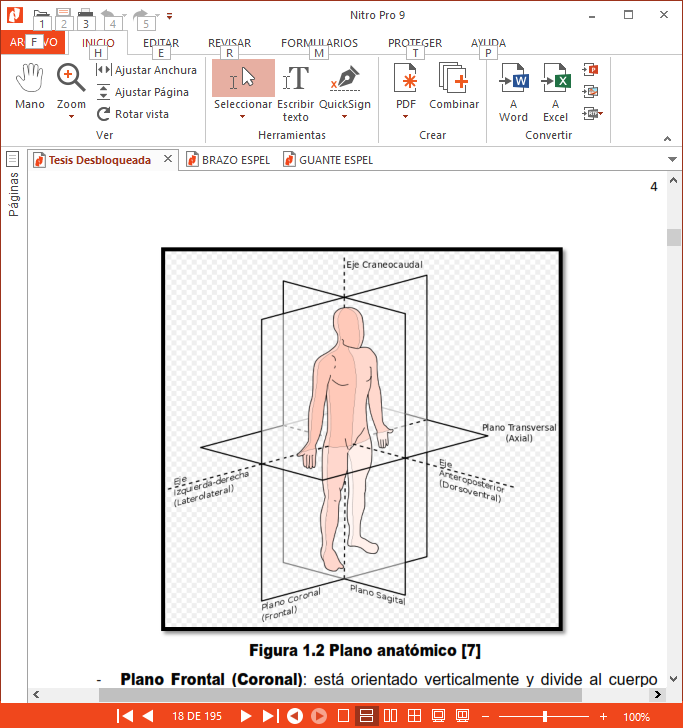 Nitro Pro 9
1 2 3 4 5
ARCHIVO INICIO EDITAR REVISAR FORMULARIOS PROTEGER AYUDA
F H E R M T P
Mano
Zoom
Ajustar Anchura
Ajustar Página
Rotar vista
Ver
Seleccionar
Escribir
texto
QuickSign
Herramientas
PDF
Combinar
Crear
A
Word
A
Excel
Convertir
Páginas
Tesis Desbloqueada
BRAZO ESPEL
GUANTE ESPEL
4
Eje Craneocaudal
Plano Transversal
(Axial)
Eje
Izquierda-derecha
(Laterolateral)
Eje
Anteroposterior
(Dorsoventral)
Plano Coronal
(Frontal)
Plano Sagital
Figura 1.2 Plano anatómico [7]
- Plano Frontal (Coronal): está orientado verticalmente y divide al cuerpo
18 DE 195
100%